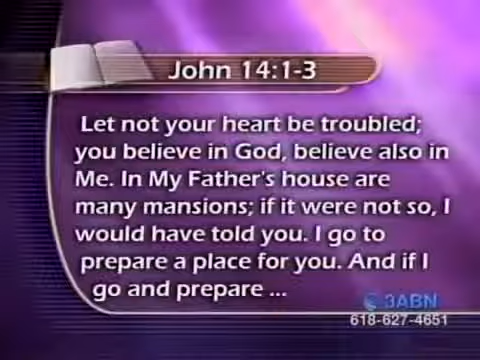 John 14:1-3
Let not your heart be troubled;
you believe in God, believe also in
Me. In My Father's house are
many mansions; if it were not so, I
would have told you. I go to
prepare a place for you. And if I
go and prepare ...
3ABN
618-627-4651